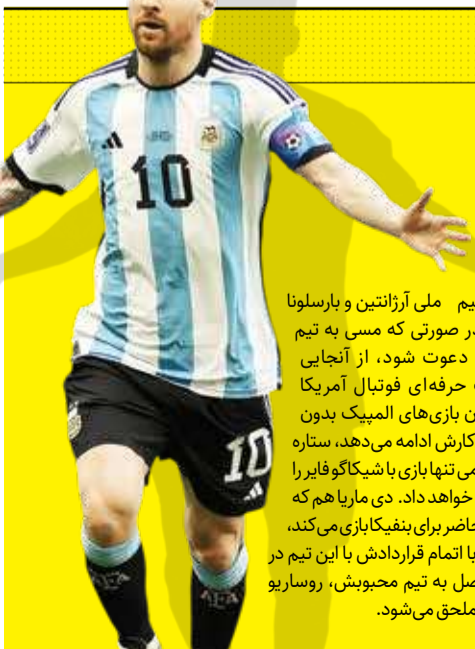 10
10
AFA
AFA
تیم ملی آرژانتین و بارسلونا
در صورتی که مسی به تیم
دعوت شود، از آنجایی
حرفه‌ای فوتبال آمریکا
بازی‌های المپیک بدون
کارش ادامه می‌دهد، ستاره
تنها بازی با شیکاگو فایر را
خواهد داد. دی ماریا هم که
حاضر برای بنفیکا بازی می‌کند،
با اتمام قراردادش با این تیم در
به تیم محبوبش، روساریو
ملحق می‌شود.